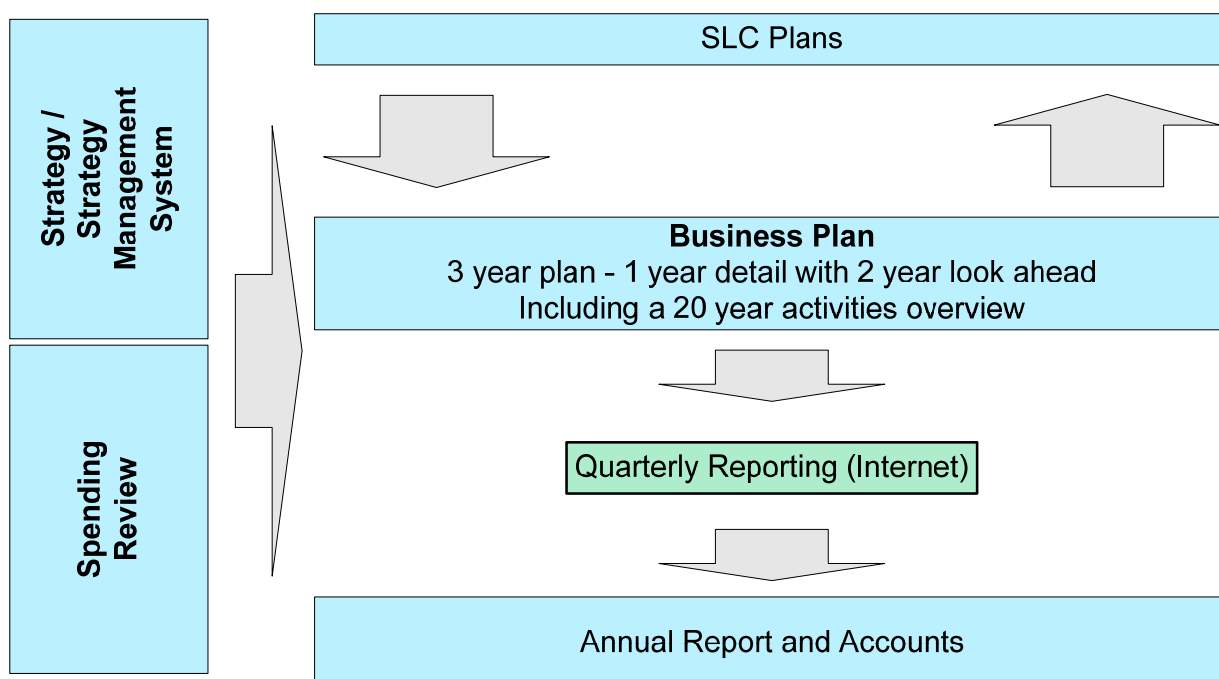 Strategy /
Strategy
Management
System
Spending
Review
SLC Plans
Business Plan
3 year plan - 1 year detail with 2 year look ahead
Including a 20 year activities overview
Quarterly Reporting (Internet)
Annual Report and Accounts